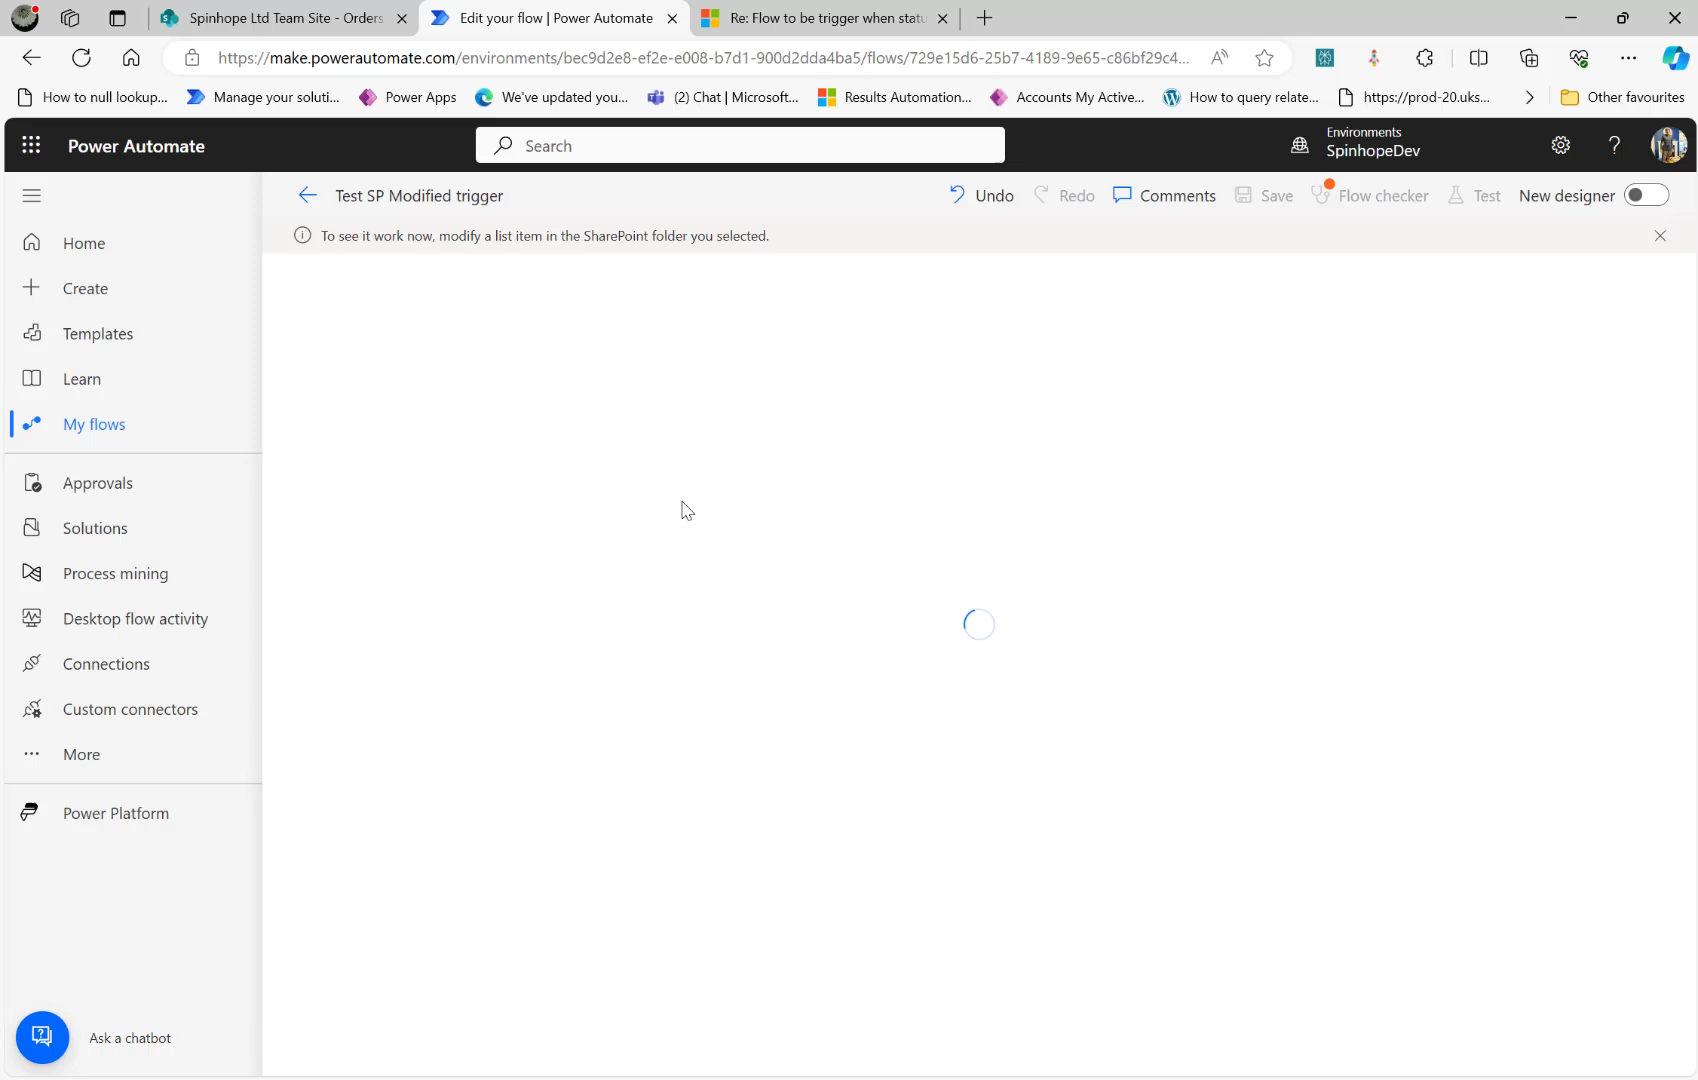 Spinhope Ltd Team Site - Orders
Edit your flow | Power Automate
Re: Flow to be trigger when statu
https://make.powerautomate.com/environments/bec9d2e8-ef2e-e008-b7d1-900d2dda4ba5/flows/729e15d6-25b7-4189-9e65-c86bf29c4...
How to null lookup...
Manage your soluti...
Power Apps
We've updated you...
(2) Chat | Microsoft...
Results Automation...
Accounts My Active...
How to query relate...
https://prod-20.uks...
Other favourites
Power Automate
Search
Environments
SpinhopeDev
Test SP Modified trigger
Undo
Redo
Comments
Save
Flow checker
Test
New designer
To see it work now, modify a list item in the SharePoint folder you selected.
Home
Create
Templates
Learn
My flows
Approvals
Solutions
Process mining
Desktop flow activity
Connections
Custom connectors
More
Power Platform
Ask a chatbot